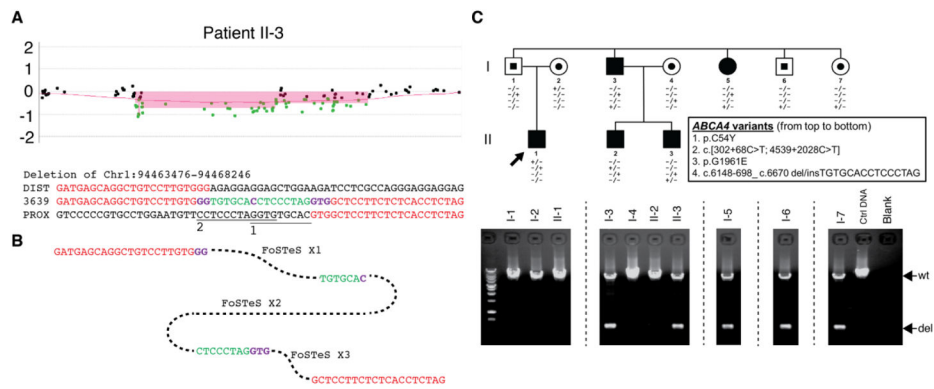 A
Patient II-3
2
1
0
-1
-2
Deletion of Chr1:94463476-94468246
DIST GATGAGCAGGCTGTCCTTGTGGGAGAGGAGGAGCTGGAAGATCCTCGCCAGGGAGGAGGAG
3639 GATGAGCAGGCTGTCCTTGTGGGTGTGCACCTCCCTAGGTGGCTCCTTCTCTCACCTCTAG
PROX GTCCCCCGTGCCTGGAATGTTCCTCCCTAGGTGTGCACGTGGCTCCTTCTCTCACCTCTAG
2 1
B
GATGAGCAGGCTGTCCTTGTGGG
FoSTeS X1
TGTGCAC
FoSTeS X2
CTCCCTAGGTG
FoSTeS X3
GCTCCTTCTCTCACCTCTAG
C
I
1 2 3 4 5 6 7
II
1 2 3
ABCA4 variants (from top to bottom)
1. p.C54Y
2. c.[302+68C>T; 4539+2028C>T]
3. p.G1961E
4. c.6148-698_ c.6670 del/insTGTGCACCTCCCTAG
I-1 I-2 II-1 I-3 I-4 II-2 II-3 I-5 I-6 I-7 Ctrl DNA Blank
wt
del